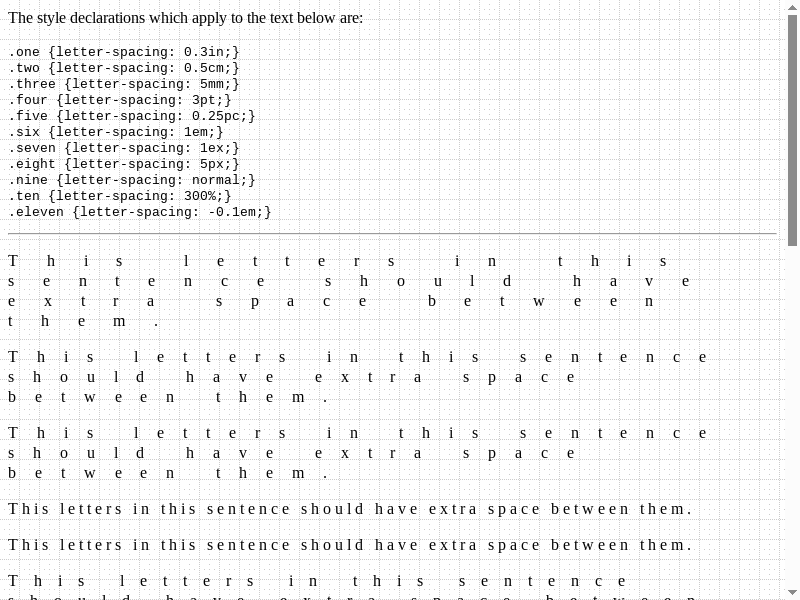 The style declarations which apply to the text below are:
.one {letter-spacing: 0.3in;}
.two {letter-spacing: 0.5cm;}
.three {letter-spacing: 5mm;}
.four {letter-spacing: 3pt;}
.five {letter-spacing: 0.25pc;}
.six {letter-spacing: 1em;}
.seven {letter-spacing: 1ex;}
.eight {letter-spacing: 5px;}
.nine {letter-spacing: normal;}
.ten {letter-spacing: 300%;}
.eleven {letter-spacing: -0.1em;}
This letters in this
sentence should have
extra space between
them.
This letters in this sentence
should have extra space
between them.
This letters in this sentence
should have extra space
between them.
This letters in this sentence should have extra space between them.
This letters in this sentence should have extra space between them.
This letters in this sentence
should have extra space between